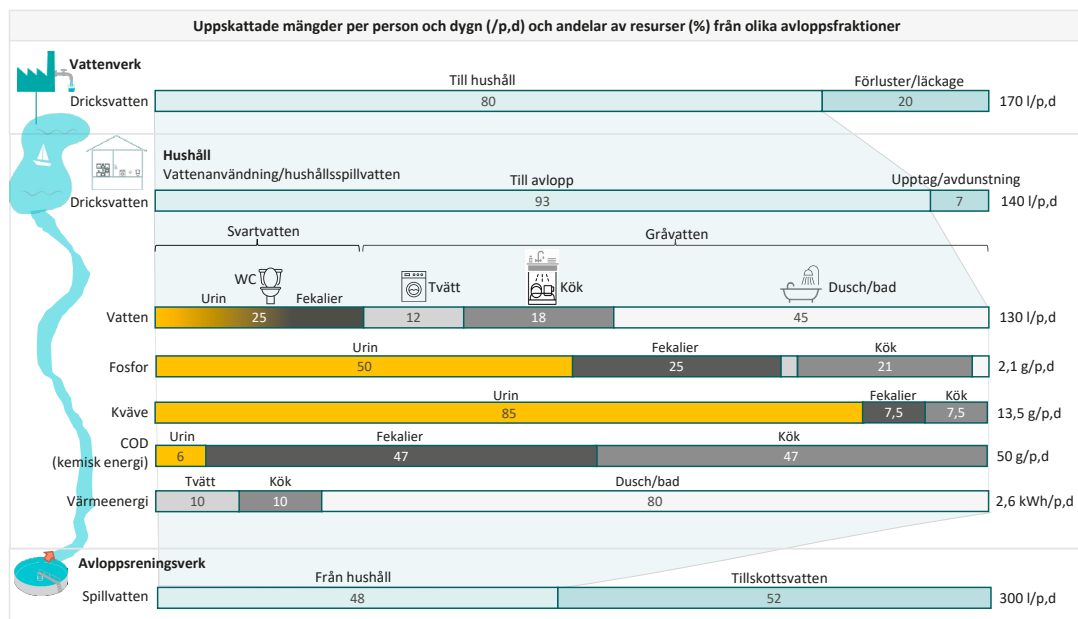 Uppskattade mängder per person och dygn (/p,d) och andelar av resurser (%) från olika avloppsfraktioner
Vattenverk
Till hushåll
Förluster/läckage
Dricksvatten
80
20
170 l/p,d
Hushåll
Vattenanvändning/hushållsspillvatten
Till avlopp
Upptag/avdunstning
Dricksvatten
93
7
140 l/p,d
Svartvatten
Gråvatten
WC
Tvätt
Kök
Dusch/bad
Urin
Fekalier
Vatten
25
12
18
45
130 l/p,d
Urin
Fekalier
Kök
Fosfor
50
25
21
2,1 g/p,d
Urin
Fekalier
Kök
Kväve
85
7,5
7,5
13,5 g/p,d
COD
(kemisk energi)
Urin
Fekalier
Kök
6
47
47
50 g/p,d
Tvätt
Kök
Dusch/bad
Värmeenergi
10
10
80
2,6 kWh/p,d
Avloppsreningsverk
Från hushåll
Tillskottsvatten
Spillvatten
48
52
300 l/p,d